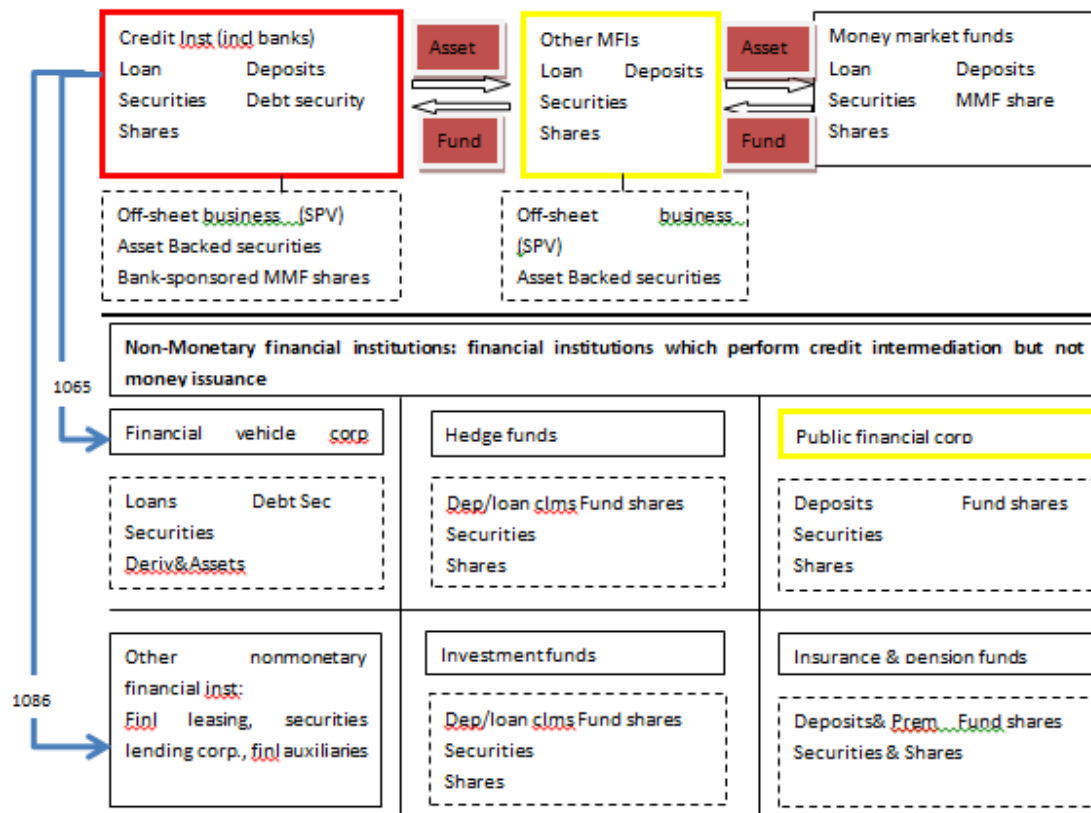 Credit Inst (incl banks)
Loan Deposits
Securities Debt security
Shares
Asset
Fund
Other MFIs
Loan Deposits
Securities
Shares
Asset
Fund
Money market funds
Loan Deposits
Securities MMF share
Shares
Off-sheet business (SPV)
Asset Backed securities
Bank-sponsored MMF shares
Off-sheet business
(SPV)
Asset Backed securities
Non-Monetary financial institutions: financial institutions which perform credit intermediation but not
money issuance
1065
Financial vehicle corp
Hedge funds
Public financial corp
Loans Debt Sec
Securities
Deriv&Assets
Dep/loan clms Fund shares
Securities
Shares
Deposits Fund shares
Securities
Shares
1086
Other nonmonetary
financial inst:
Finl leasing, securities
lending corp., finl auxiliaries
Investment funds
Insurance & pension funds
Dep/loan clms Fund shares
Securities
Shares
Deposits& Prem Fund shares
Securities & Shares